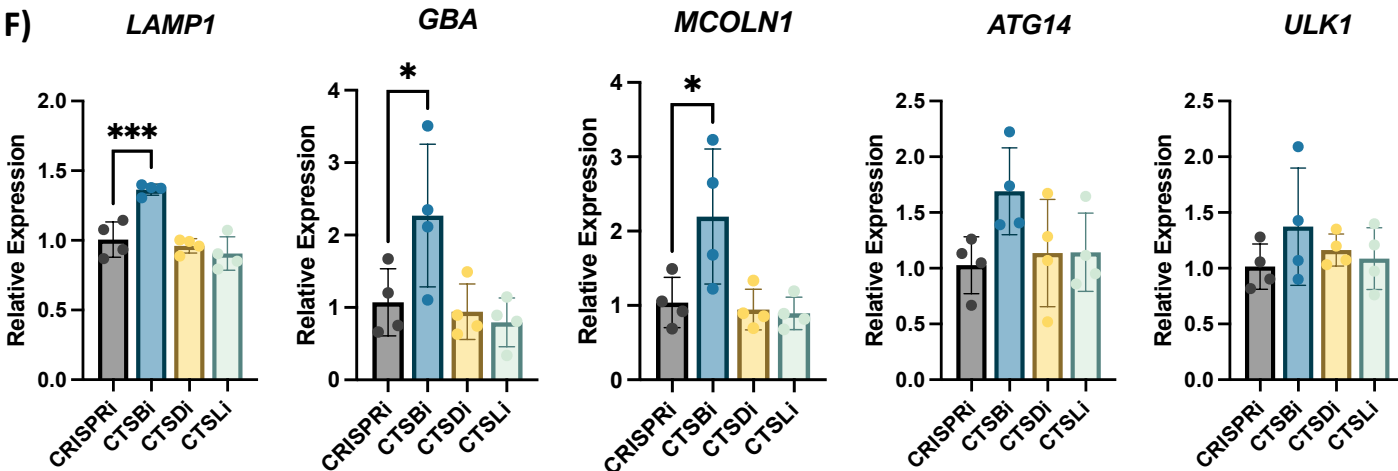 F) LAMP1 GBA MCOLN1 ATG14 ULK1
*** * *
Relative Expression Relative Expression Relative Expression Relative Expression Relative Expression
2.0 4 4 2.5 2.5
1.5 3 3 2.0 2.0
1.0 2 2 1.5 1.5
0.5 1 1 1.0 1.0
0.0 0 0 0.5 0.5
0.0 0.0
CRISPRi CTSBi CTSDi CTSLi CRISPRi CTSBi CTSDi CTSLi CRISPRi CTSBi CTSDi CTSLi CRISPRi CTSBi CTSDi CTSLi CRISPRi CTSBi CTSDi CTSLi